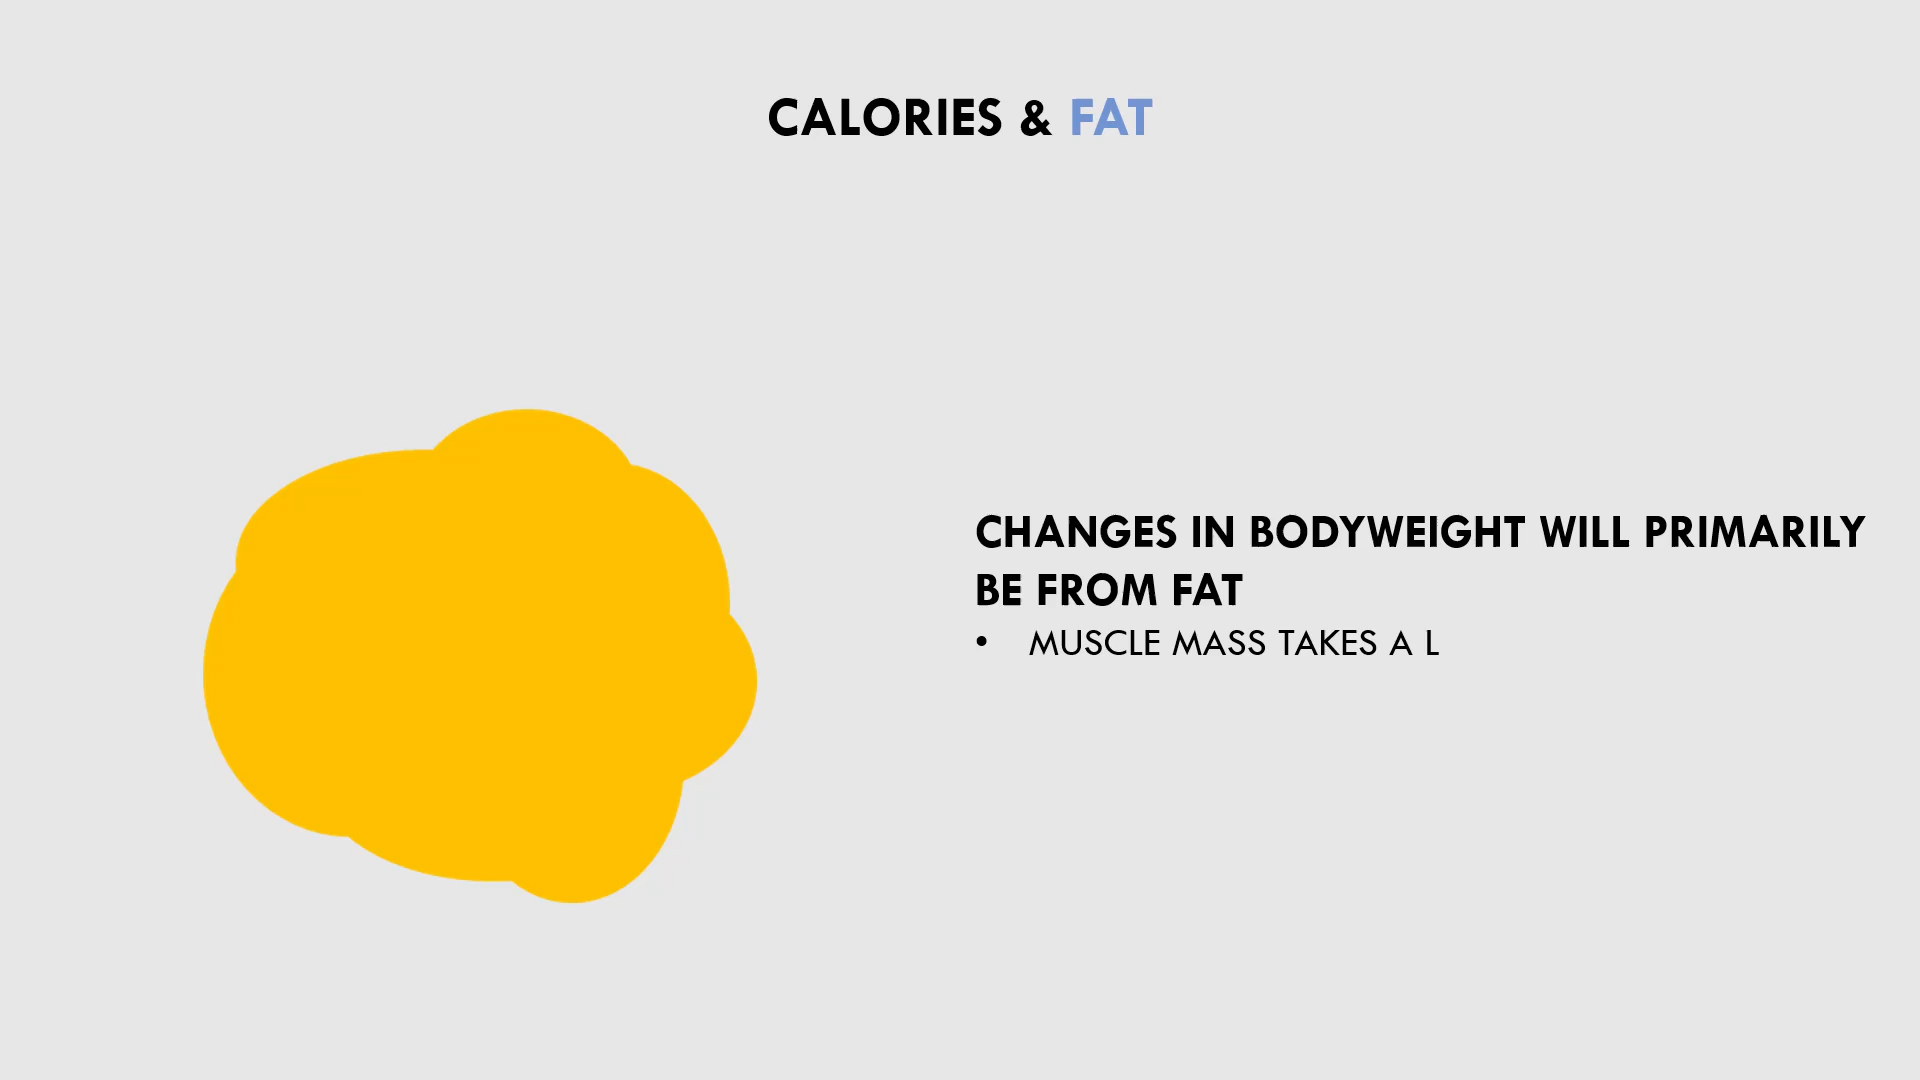 CALORIES & FAT
CHANGES IN BODYWEIGHT WILL PRIMARILY
BE FROM FAT
• MUSCLE MASS TAKES A L